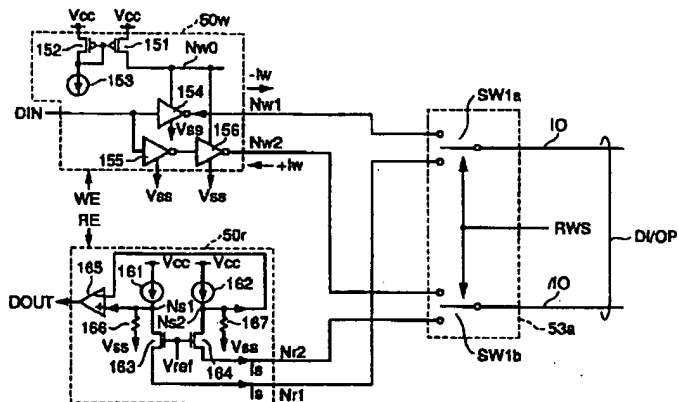 Vcc Vcc 50w
152 151
Nw0
153
-Iw
154
DIN
Vss
Nw1
156
Nw2
155
+Iw
Vss Vss
SW1a
IO
RWS
DI/OP
/IO
SW1b
53a
WE
RE
50r
161 Vcc Vcc
165
162
DOUT
Ns1
Ns2
166
167
Vss
Vss
163
Vref
164
Nr2
Is
Is
Nr1